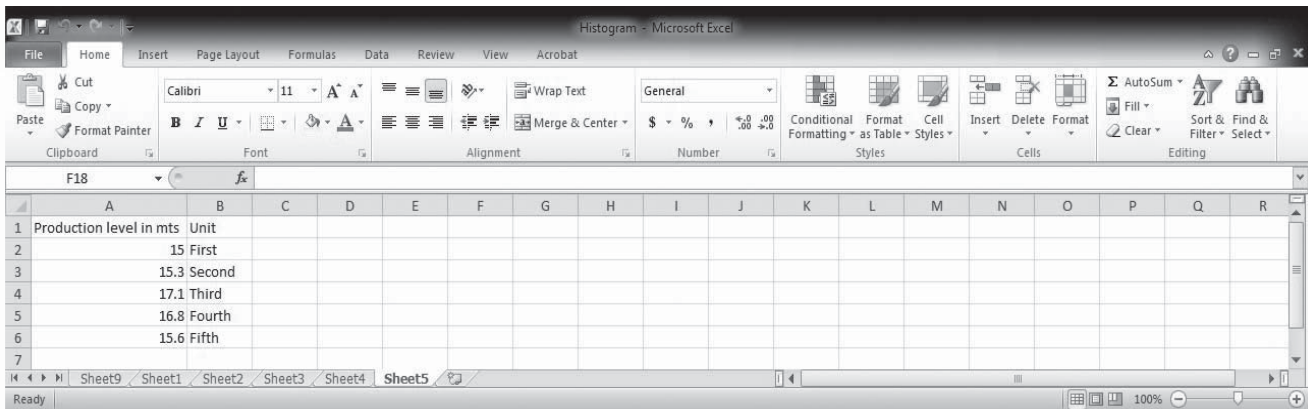 Histogram - Microsoft Excel
File Home Insert Page Layout Formulas Data Review View Acrobat
Paste
Cut
Copy
Format Painter
Clipboard
Calibri 11 A A
B I U A
Font
Wrap Text
Merge & Center
Alignment
General
$ % , .00 .0
Number
Conditional Formatting
Format as Table
Cell Styles
Styles
Insert Delete Format
Cells
Σ AutoSum
Fill
Clear
Sort & Filter
Find & Select
Editing
F18 fx
A B C D E F G H I J K L M N O P Q R
1 Production level in mts Unit
2 15 First
3 15.3 Second
4 17.1 Third
5 16.8 Fourth
6 15.6 Fifth
7
Sheet9 Sheet1 Sheet2 Sheet3 Sheet4 Sheet5
Ready 100%